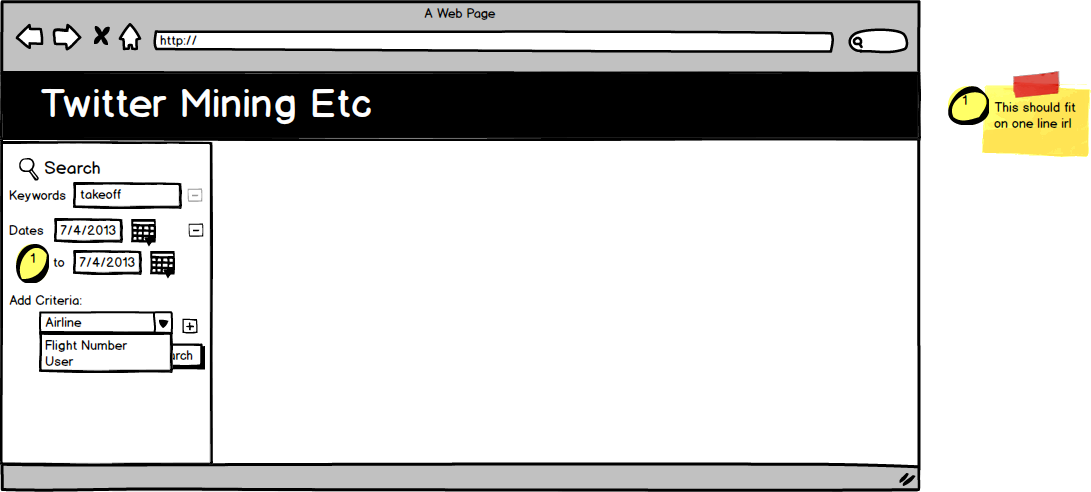 A Web Page
http://
Twitter Mining Etc
1
This should fit
on one line irl
Search
Keywords takeoff
Dates 7/4/2013
1 to 7/4/2013
Add Criteria:
Airline
Flight Number
User
arch